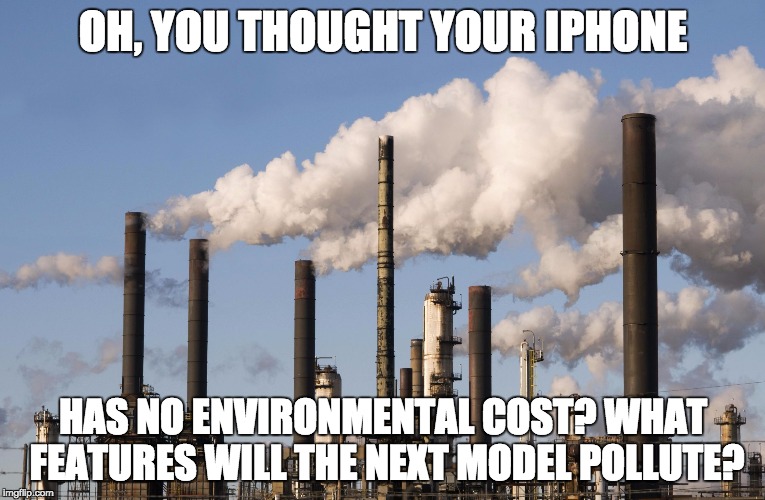 OH, YOU THOUGHT YOUR IPHONE
HAS NO ENVIRONMENTAL COST? WHAT
FEATURES WILL THE NEXT MODEL POLLUTE?
imgflip.com